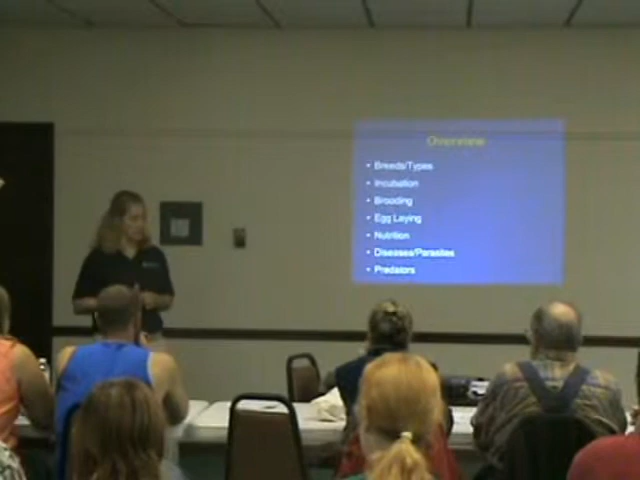 Overview
• Breeds/Types
• Incubation
• Brooding
• Egg Laying
• Nutrition
• Diseases/Parasites
• Predators